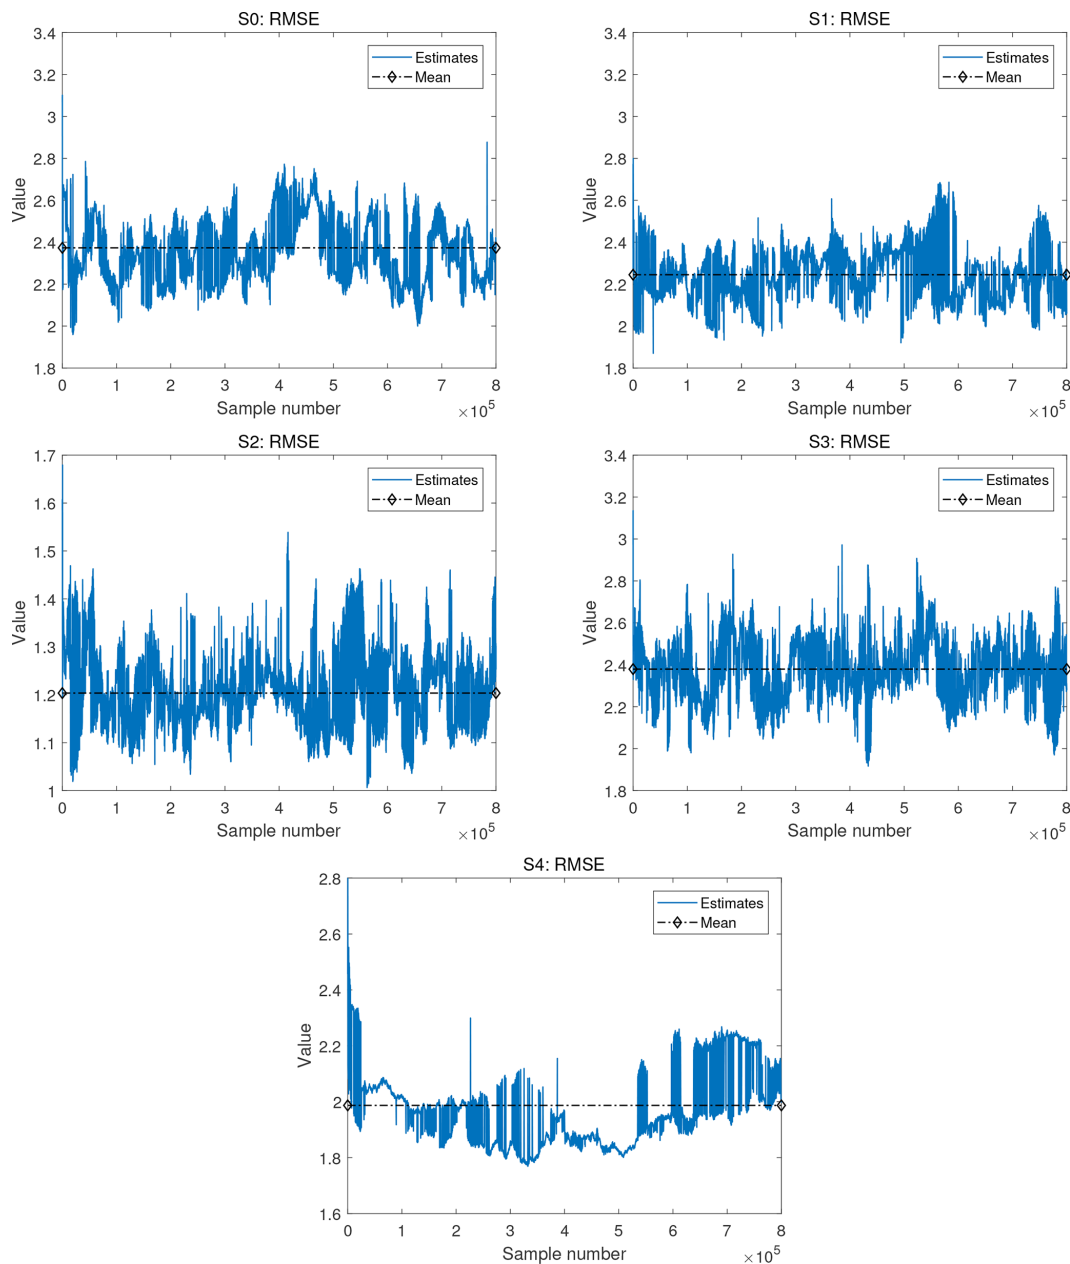 S0: RMSE
3.4
3.2
3
2.8
2.6
2.4
2.2
2
1.8
Value
Estimates
Mean
0 1 2 3 4 5 6 7 8
Sample number
×10^5
S1: RMSE
3.4
3.2
3
2.8
2.6
2.4
2.2
2
1.8
Value
Estimates
Mean
0 1 2 3 4 5 6 7 8
Sample number
×10^5
S2: RMSE
1.7
1.6
1.5
1.4
1.3
1.2
1.1
1
Value
Estimates
Mean
0 1 2 3 4 5 6 7 8
Sample number
×10^5
S3: RMSE
3.4
3.2
3
2.8
2.6
2.4
2.2
2
1.8
Value
Estimates
Mean
0 1 2 3 4 5 6 7 8
Sample number
×10^5
S4: RMSE
2.8
2.6
2.4
2.2
2
1.8
1.6
Value
Estimates
Mean
0 1 2 3 4 5 6 7 8
Sample number
×10^5